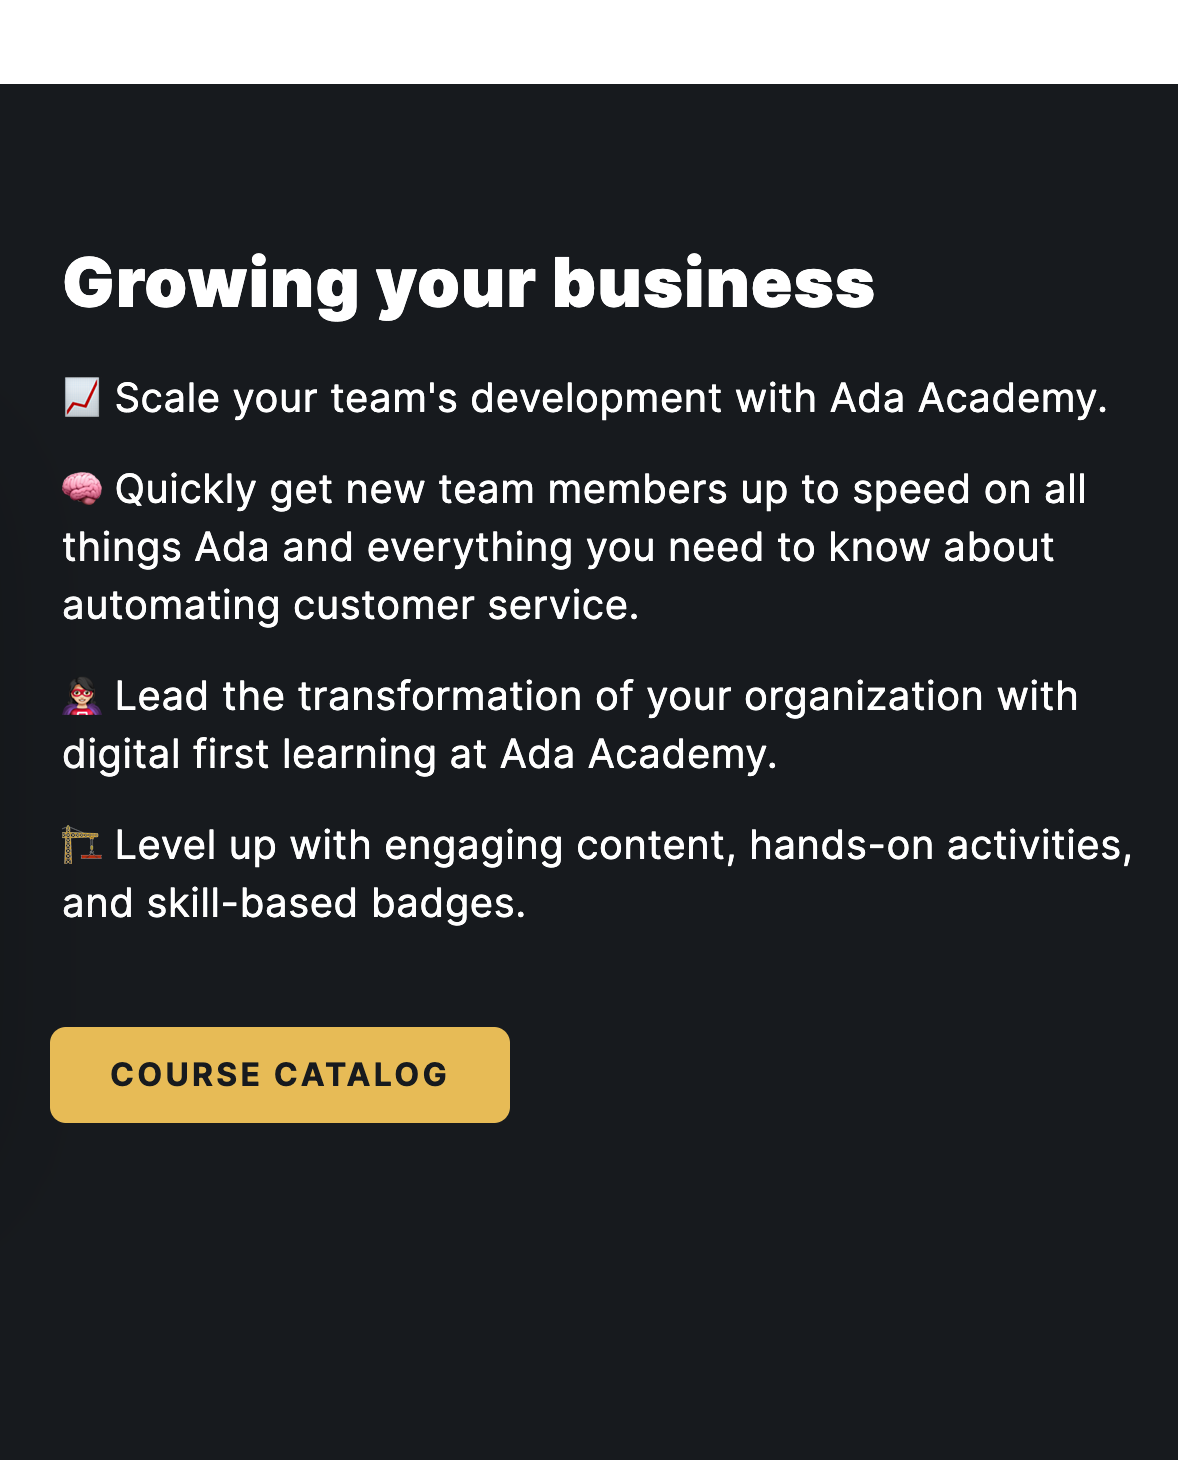 Growing your business
📈 Scale your team's development with Ada Academy.
🧠 Quickly get new team members up to speed on all
things Ada and everything you need to know about
automating customer service.
🦸🏻‍♀️ Lead the transformation of your organization with
digital first learning at Ada Academy.
🏗️ Level up with engaging content, hands-on activities,
and skill-based badges.
COURSE CATALOG